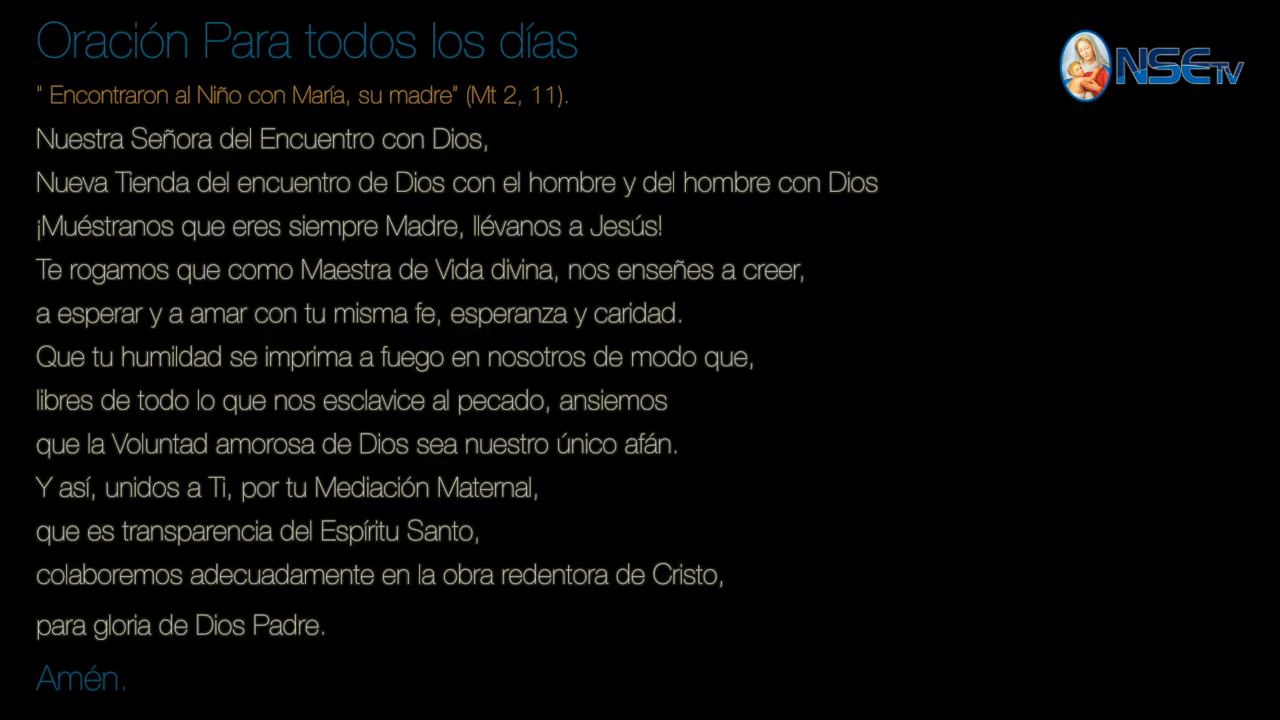 Oración Para todos los días
NSETV
" Encontraron al Niño con María, su madre" (Mt 2, 11).
Nuestra Señora del Encuentro con Dios,
Nueva Tienda del encuentro de Dios con el hombre y del hombre con Dios
¡Muéstranos que eres siempre Madre, llévanos a Jesús!
Te rogamos que como Maestra de Vida divina, nos enseñes a creer,
a esperar y a amar con tu misma fe, esperanza y caridad.
Que tu humildad se imprima a fuego en nosotros de modo que,
libres de todo lo que nos esclavice al pecado, ansiemos
que la Voluntad amorosa de Dios sea nuestro único afán.
Y así, unidos a Ti, por tu Mediación Maternal,
que es transparencia del Espíritu Santo,
colaboremos adecuadamente en la obra redentora de Cristo,
para gloria de Dios Padre.
Amén.